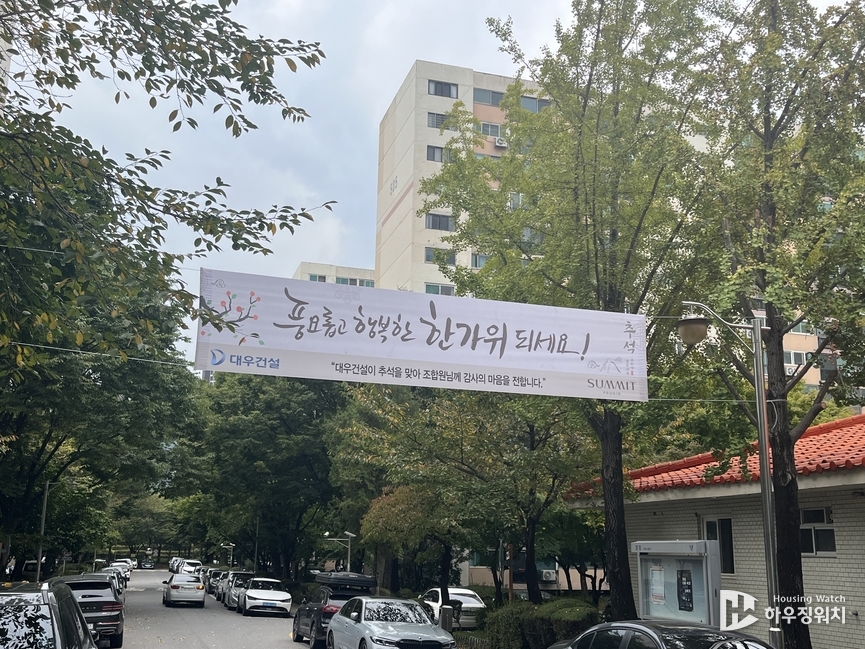 풍요롭고 행복한 한가위 되세요!
추석
대우건설
"대우건설이 추석을 맞아 조합원님께 감사의 마음을 전합니다."
SUMMIT
Housing Watch
하우징워치